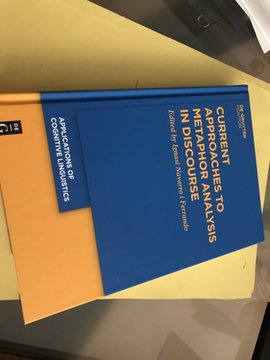 DE GRUYTER
MOUTON
CURRENT
APPROACHES TO
METAPHOR ANALYSIS
IN DISCOURSE
Edited by Ignasi Navarro i Ferrando
APPLICATIONS OF
COGNITIVE LINGUISTICS
DE
G